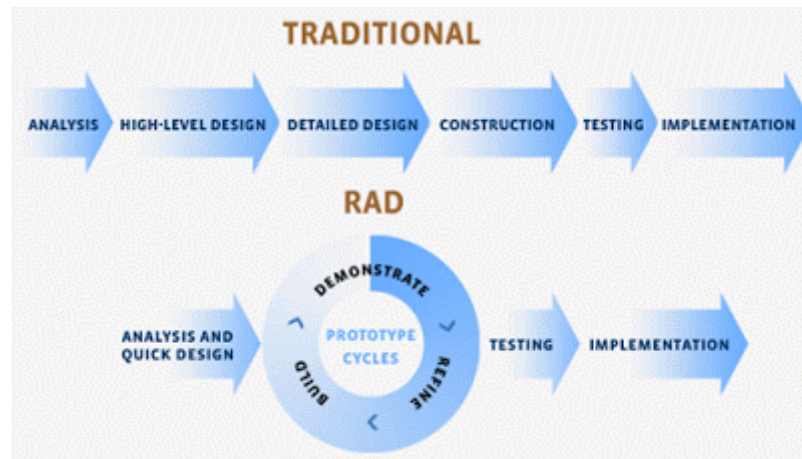 TRADITIONAL
ANALYSIS HIGH-LEVEL DESIGN DETAILED DESIGN CONSTRUCTION TESTING IMPLEMENTATION
RAD
DEMONSTRATE
REFINE
BUILD
PROTOTYPE
CYCLES
ANALYSIS AND
QUICK DESIGN
TESTING IMPLEMENTATION